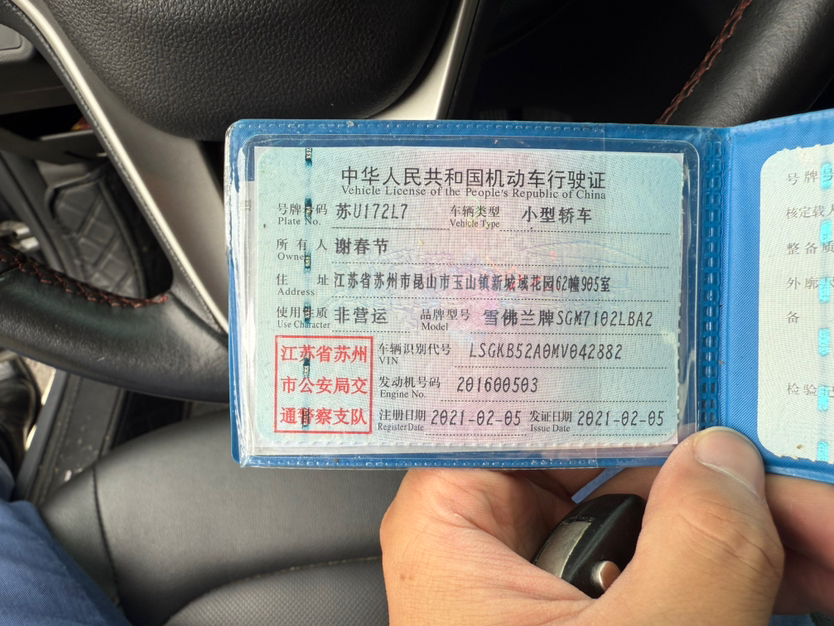 中华人民共和国机动车行驶证
Vehicle License of the People's Republic of China
号牌号码 苏U172L7 车辆类型 小型轿车
Plate No. Vehicle Type
所有人 谢春节
Owner
住址 江苏省苏州市昆山市玉山镇新城域花园62幢905室
Address
使用性质 非营运 品牌型号 雪佛兰牌SGM7102LBA2
Use Character Model
江苏省苏州
市公安局交
通警察支队
车辆识别代号 LSGKB52A0MV042882
VIN
发动机号码 201600503
Engine No.
注册日期 2021-02-05 发证日期 2021-02-05
Register Date Issue Date
号牌
核定载人
整备质
外廓
备
检验记